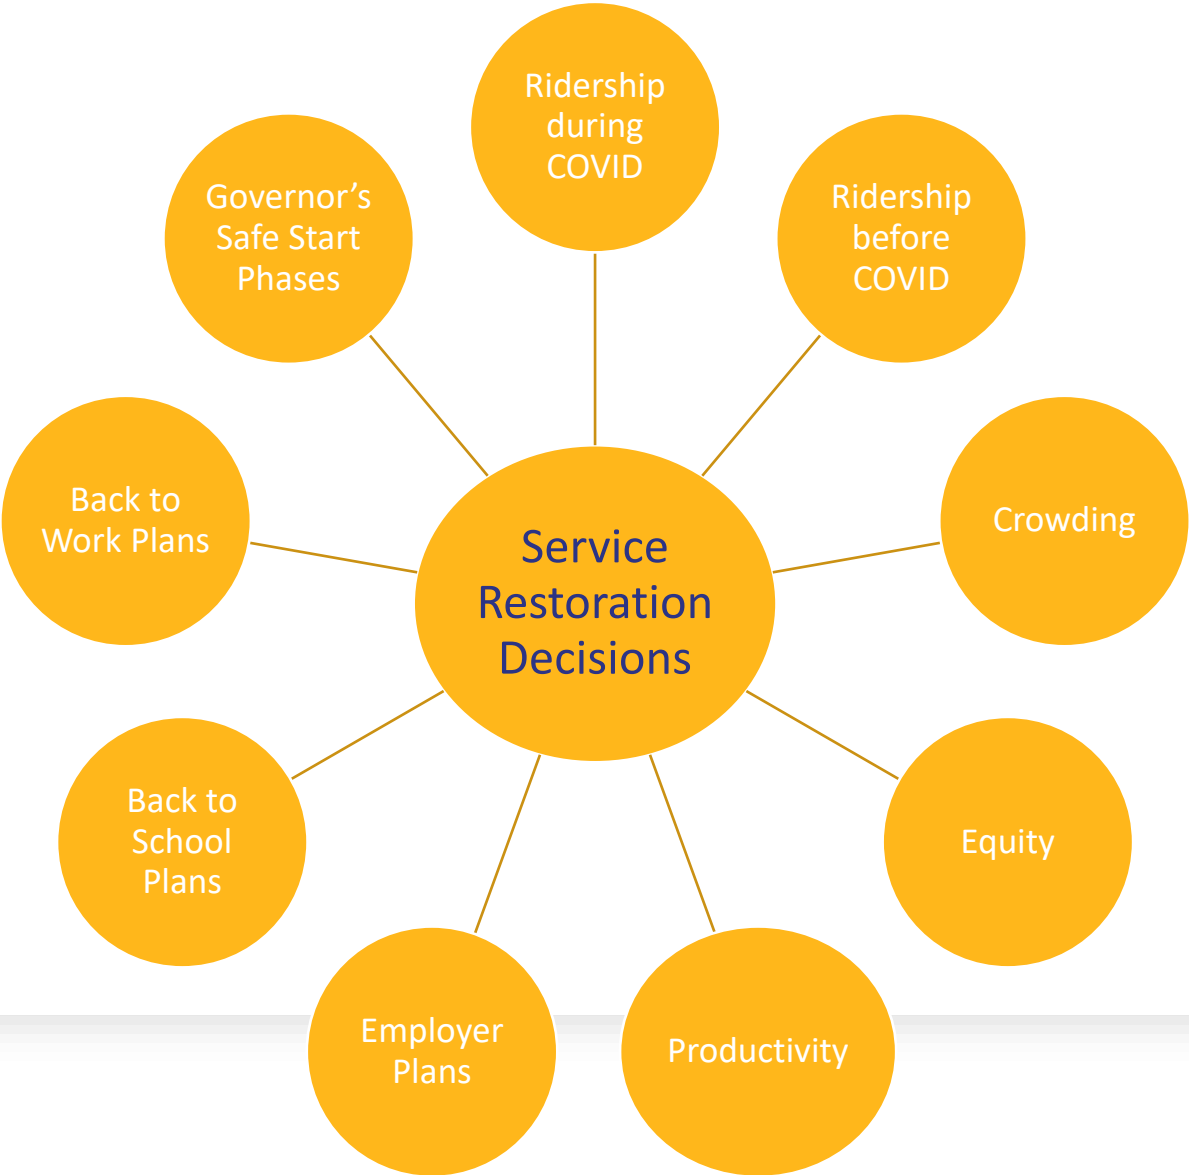 Ridership
during
COVID
Ridership
before
COVID
Crowding
Equity
Productivity
Employer
Plans
Back to
School
Plans
Back to
Work Plans
Governor’s
Safe Start
Phases
Service
Restoration
Decisions